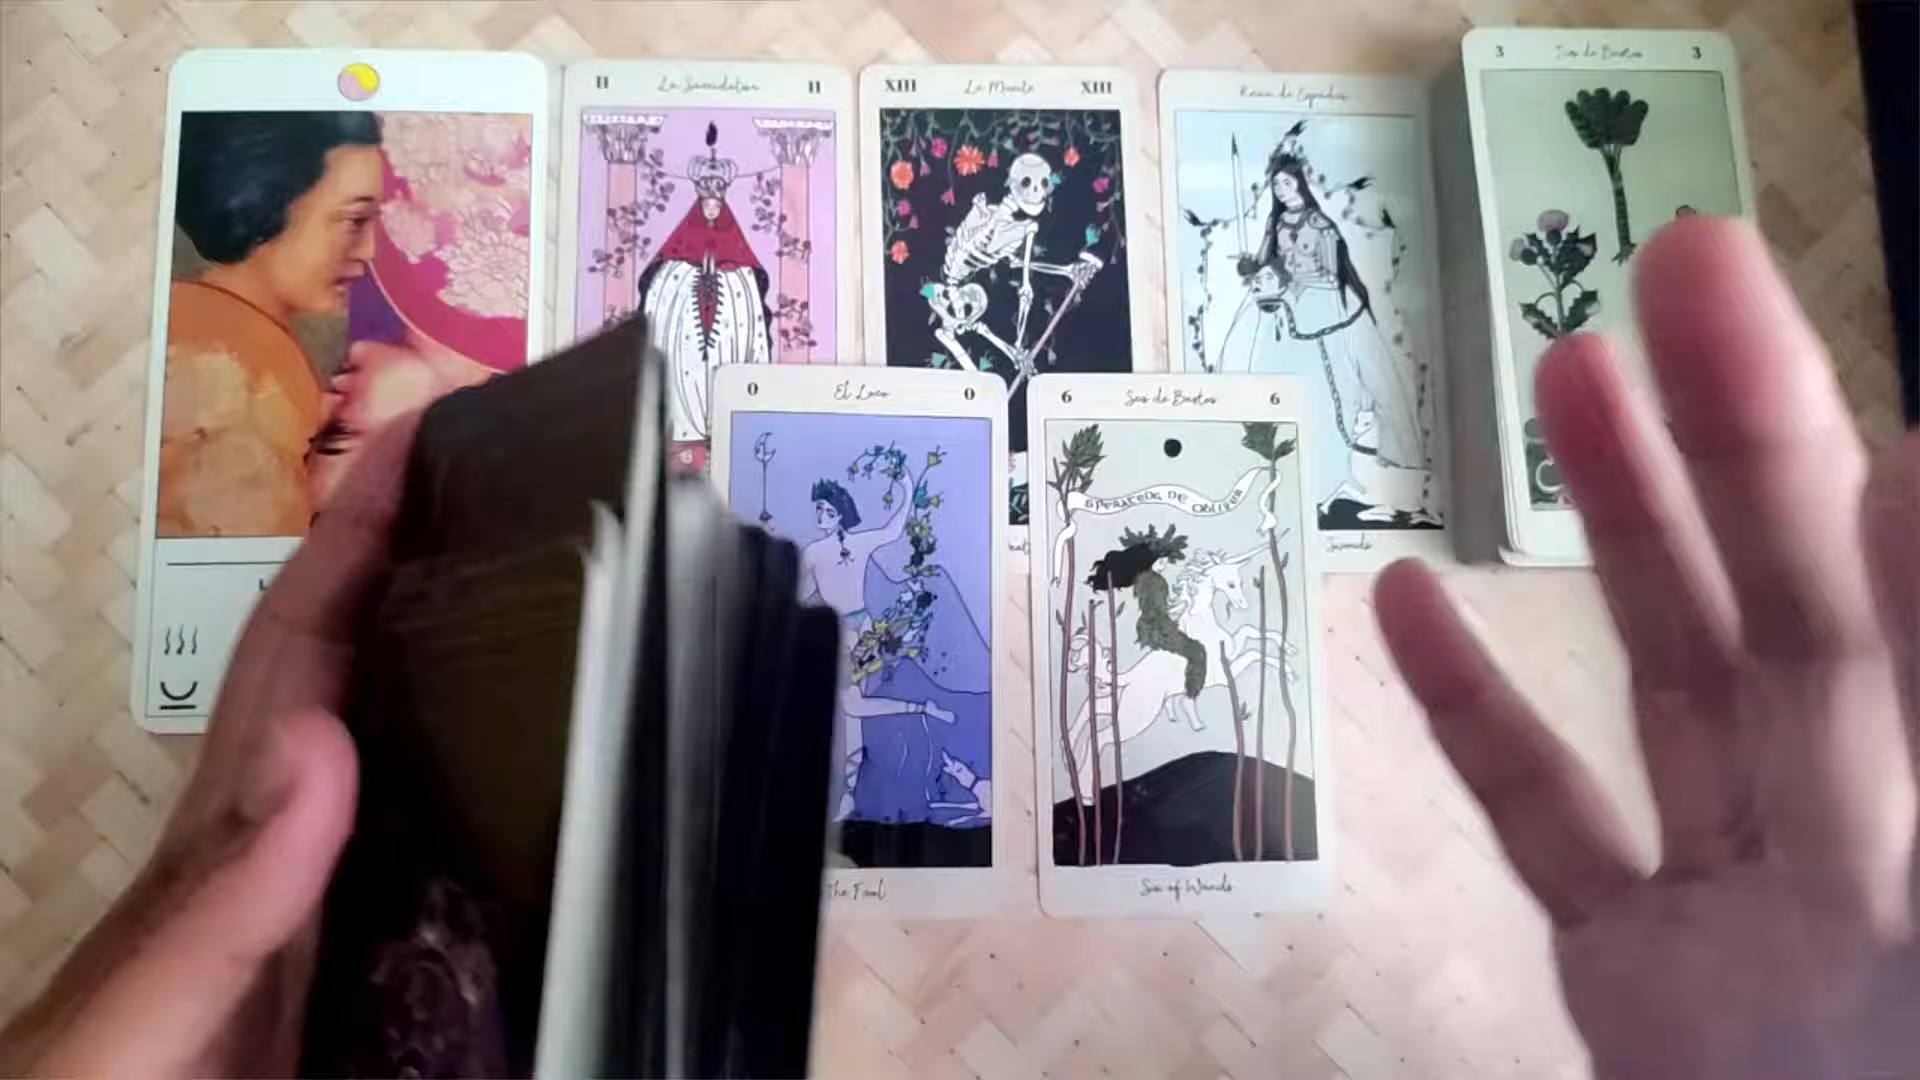 II La Sacerdotisa II
XIII La Muerte XIII
Reina de Espadas
3 Tres de Bastos 3
0 El Loco 0
6 Seis de Bastos 6
The Fool
Six of Wands